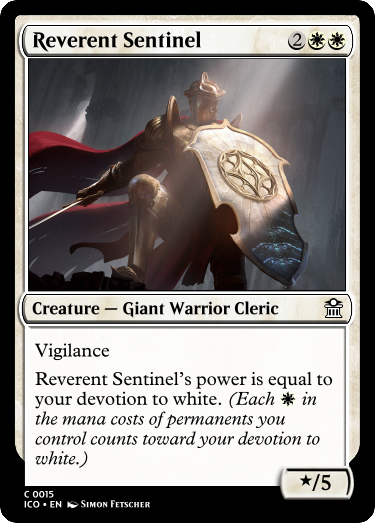 Reverent Sentinel 2
Creature — Giant Warrior Cleric
Vigilance
Reverent Sentinel's power is equal to
your devotion to white. (Each in
the mana costs of permanents you
control counts toward your devotion to
white.)
*/5
C 0015
ICO • EN Simon Fetscher